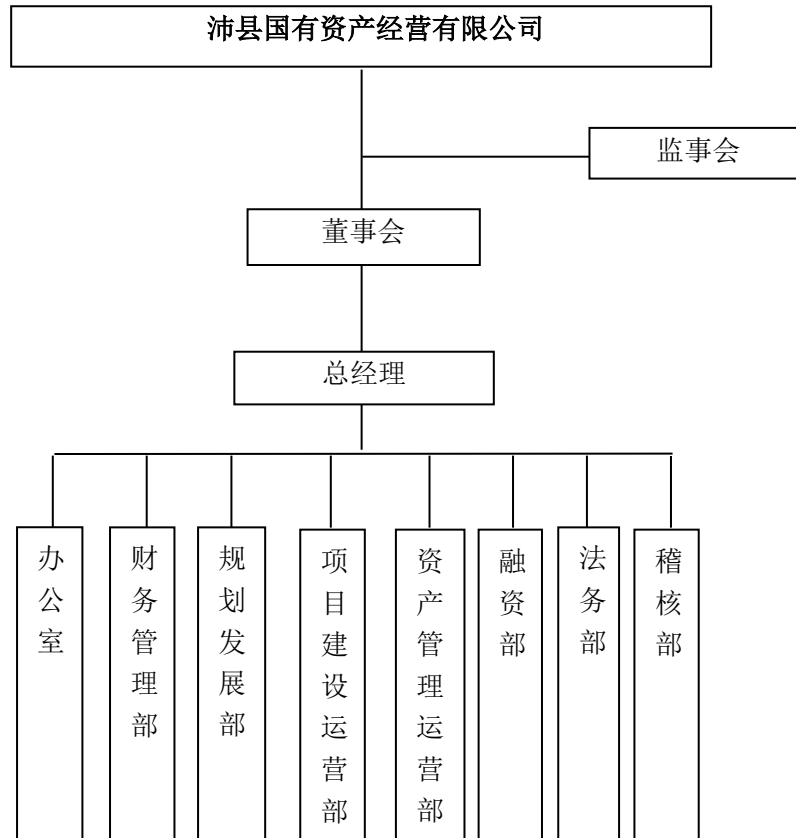 沛县国有资产经营有限公司
监事会
董事会
总经理
办公室
财务管理部
规划发展部
项目建设运营部
资产管理运营部
融资部
法务部
稽核部